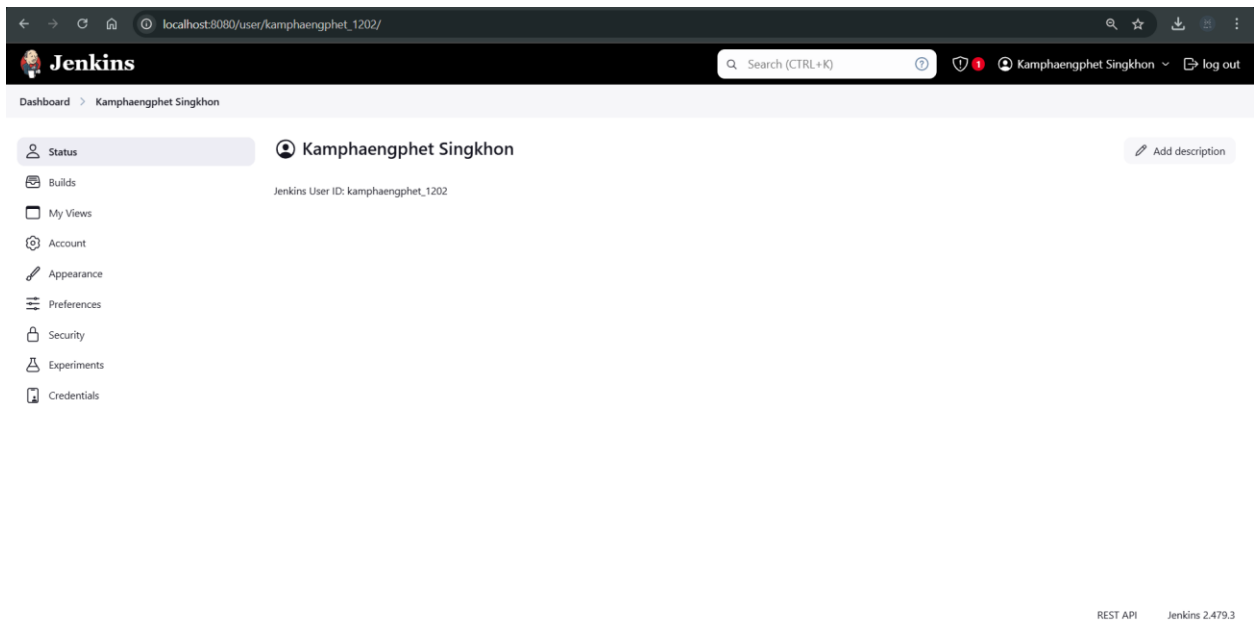 localhost:8080/user/kamphaengphet_1202/
Jenkins
Search (CTRL+K)
1
Kamphaengphet Singkhon
log out
Dashboard > Kamphaengphet Singkhon
Status
Builds
My Views
Account
Appearance
Preferences
Security
Experiments
Credentials
Kamphaengphet Singkhon
Add description
Jenkins User ID: kamphaengphet_1202
REST API
Jenkins 2.479.3